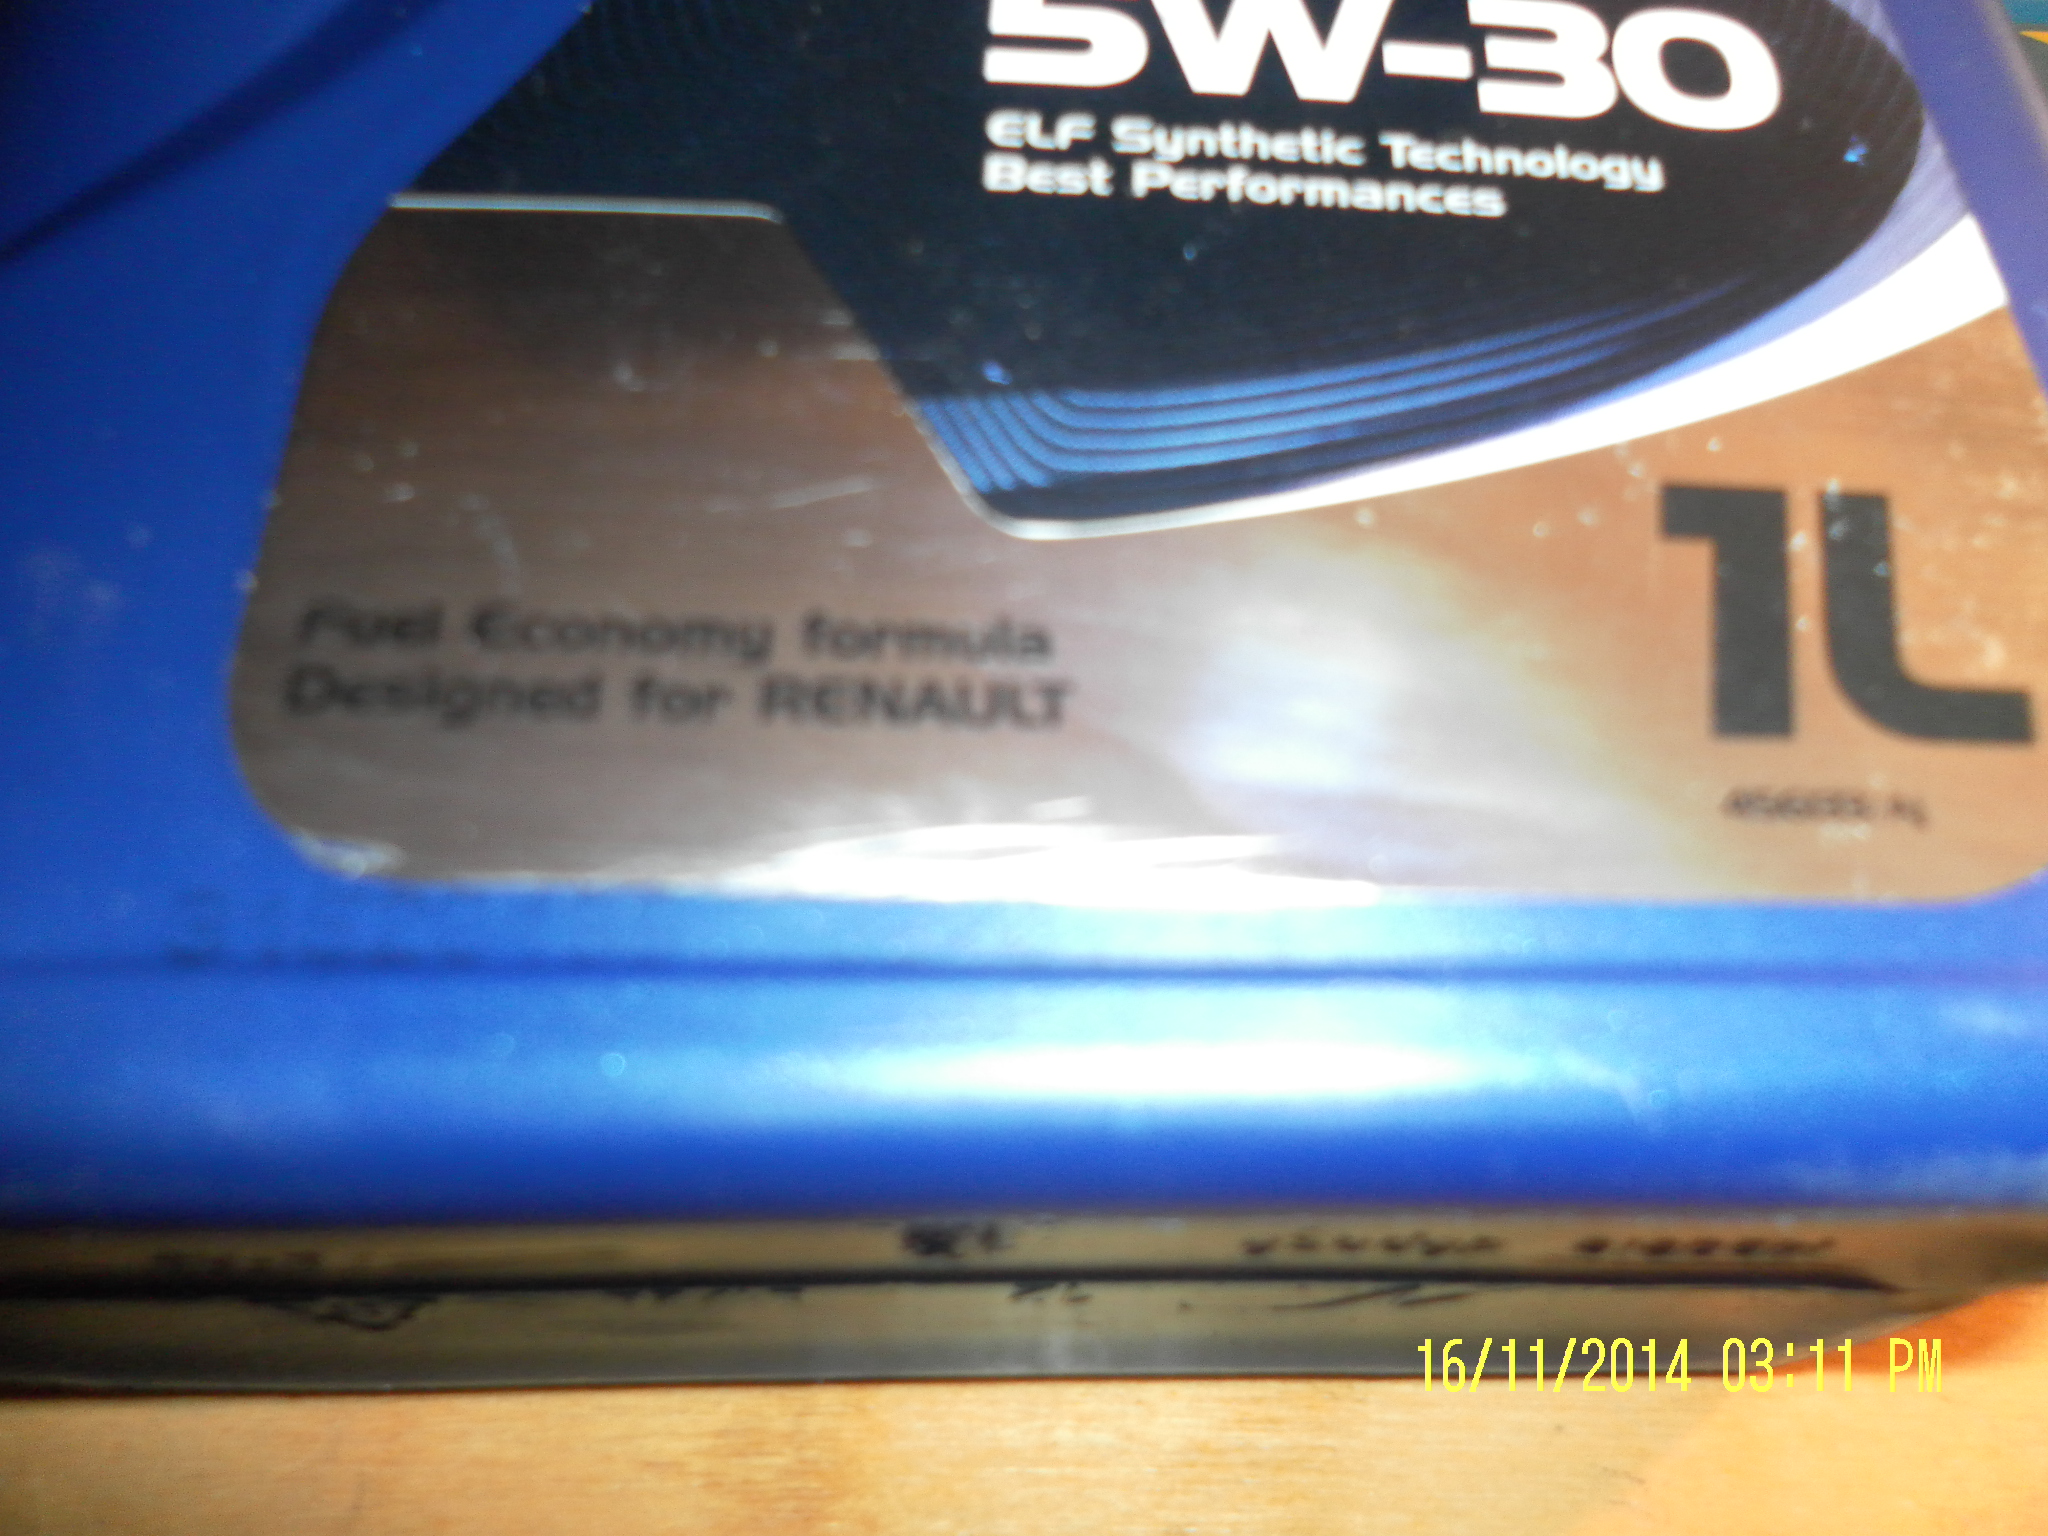 5W-30
ELF Synthetic Technology
Best Performances
1L
Fuel Economy formula
Designed for RENAULT
16/11/2014 03:11 PM